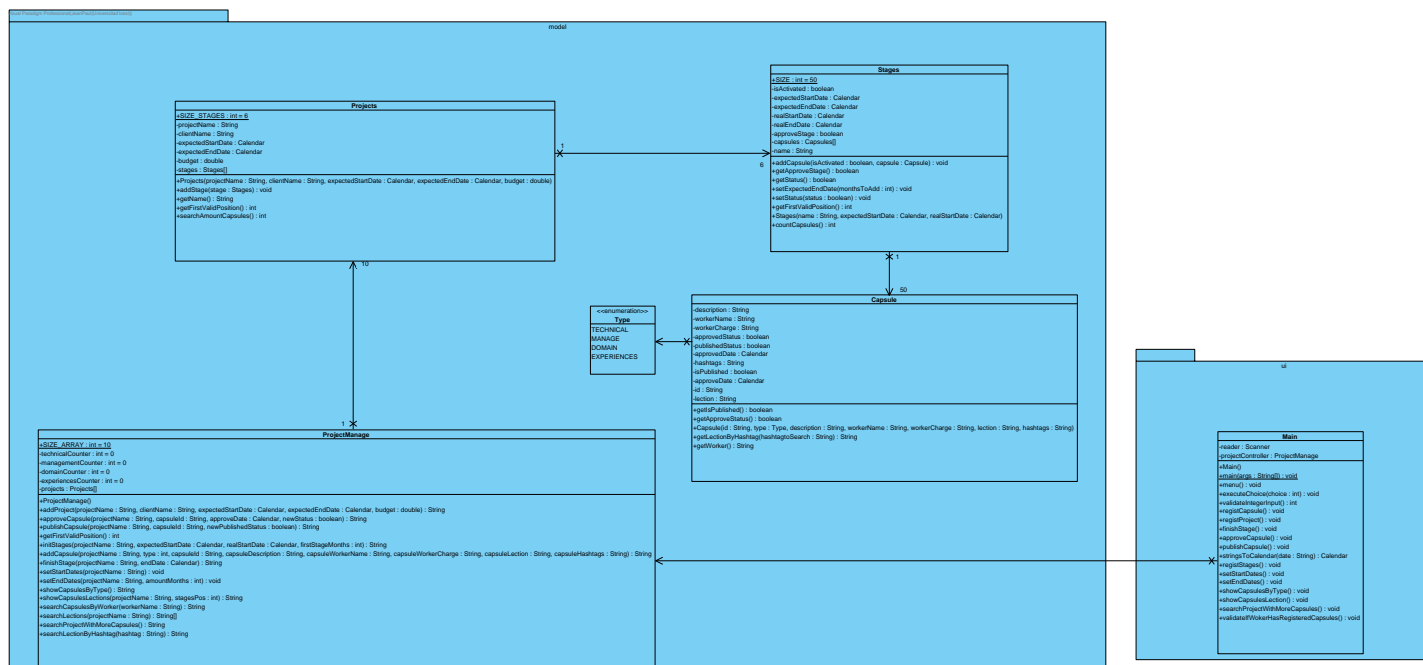 model
Projects
+SIZE_STAGES : int = 6
-projectName : String
-clientName : String
-expectedStartDate : Calendar
-expectedEndDate : Calendar
-budget : double
-stages : Stages[]
+Projects(projectName : String, clientName : String, expectedStartDate : Calendar, expectedEndDate : Calendar, budget : double)
+addStage(stage : Stages) : void
+getName() : String
+getFirstValidPosition() : int
+searchAmountCapsules() : int
1
6
Stages
+SIZE : int = 50
-isActivated : boolean
-expectedStartDate : Calendar
-expectedEndDate : Calendar
-realStartDate : Calendar
-realEndDate : Calendar
-approveStage : boolean
-capsules : Capsules[]
-name : String
+addCapsule(isActivated : boolean, capsule : Capsule) : void
+getApproveStage() : boolean
+getStatus() : boolean
+setExpectedEndDate(monthsToAdd : int) : void
+setStatus(status : boolean) : void
+getFirstValidPosition() : int
+Stages(name : String, expectedStartDate : Calendar, realStartDate : Calendar)
+countCapsules() : int
1
50
10
1
<<enumeration>>
Type
TECHNICAL
MANAGE
DOMAIN
EXPERIENCES
Capsule
-description : String
-workerName : String
-workerCharge : String
-approvedStatus : boolean
-publishedStatus : boolean
-approvedDate : Calendar
-hashtags : String
-isPublished : boolean
-approveDate : Calendar
-id : String
-lection : String
+getIsPublished() : boolean
+getApproveStatus() : boolean
+Capsule(id : String, type : Type, description : String, workerName : String, workerCharge : String, lection : String, hashtags : String)
+getLectionByHashtag(hashtagtoSearch : String) : String
+getWorker() : String
ProjectManage
+SIZE_ARRAY : int = 10
-technicalCounter : int = 0
-managementCounter : int = 0
-domainCounter : int = 0
-experiencesCounter : int = 0
-projects : Projects[]
+ProjectManage()
+addProject(projectName : String, clientName : String, expectedStartDate : Calendar, expectedEndDate : Calendar, budget : double) : String
+approveCapsule(projectName : String, capsuleId : String, approveDate : Calendar, newStatus : boolean) : String
+publishCapsule(projectName : String, capsuleId : String, newPublishedStatus : boolean) : String
+getFirstValidPosition() : int
+initStages(projectName : String, expectedStartDate : Calendar, realStartDate : Calendar, firstStageMonths : int) : String
+addCapsule(projectName : String, type : int, capsuleId : String, capsuleDescription : String, capsuleWorkerName : String, capsuleWorkerCharge : String, capsuleLection : String, capsuleHashtags : String) : String
+finishStage(projectName : String, endDate : Calendar) : String
+setStartDates(projectName : String) : void
+setEndDates(projectName : String, amountMonths : int) : void
+showCapsulesByType() : String
+showCapsulesLections(projectName : String, stagesPos : int) : String
+searchCapsulesByWorker(workerName : String) : String
+searchLections(projectName : String) : String[]
+searchProjectWithMoreCapsules() : String
+searchLectionByHashtag(hashtag : String) : String
ui
Main
-reader : Scanner
-projectController : ProjectManage
+Main()
+main(args : String[]) : void
+menu() : void
+executeChoice(choice : int) : void
+validateIntegerInput() : int
+registCapsule() : void
+registProject() : void
+finishStage() : void
+approveCapsule() : void
+publishCapsule() : void
+stringsToCalendar(date : String) : Calendar
+registStages() : void
+setStartDates() : void
+setEndDates() : void
+showCapsulesByType() : void
+showCapsulesLection() : void
+searchProjectWithMoreCapsules() : void
+validateIfWokerHasRegisteredCapsules() : void